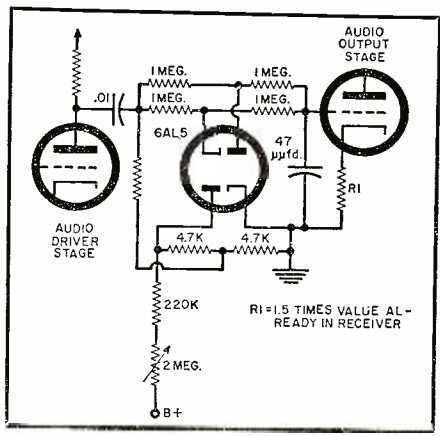 AUDIO
OUTPUT
STAGE
1 MEG.
1 MEG.
.01
1 MEG.
1 MEG.
6AL5
47
µµfd.
R1
AUDIO
DRIVER
STAGE
4.7K
4.7K
220K
R1=1.5 TIMES VALUE AL-
READY IN RECEIVER
2 MEG.
B+